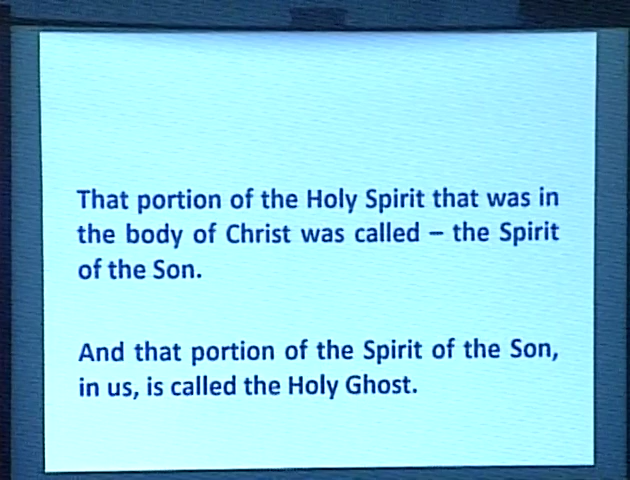 That portion of the Holy Spirit that was in
the body of Christ was called – the Spirit
of the Son.
And that portion of the Spirit of the Son,
in us, is called the Holy Ghost.